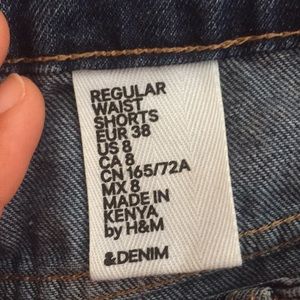 REGULAR
WAIST
SHORTS
EUR 38
US 8
CA 8
CN 165/72A
MX 8
MADE IN
KENYA
by H&M
&DENIM